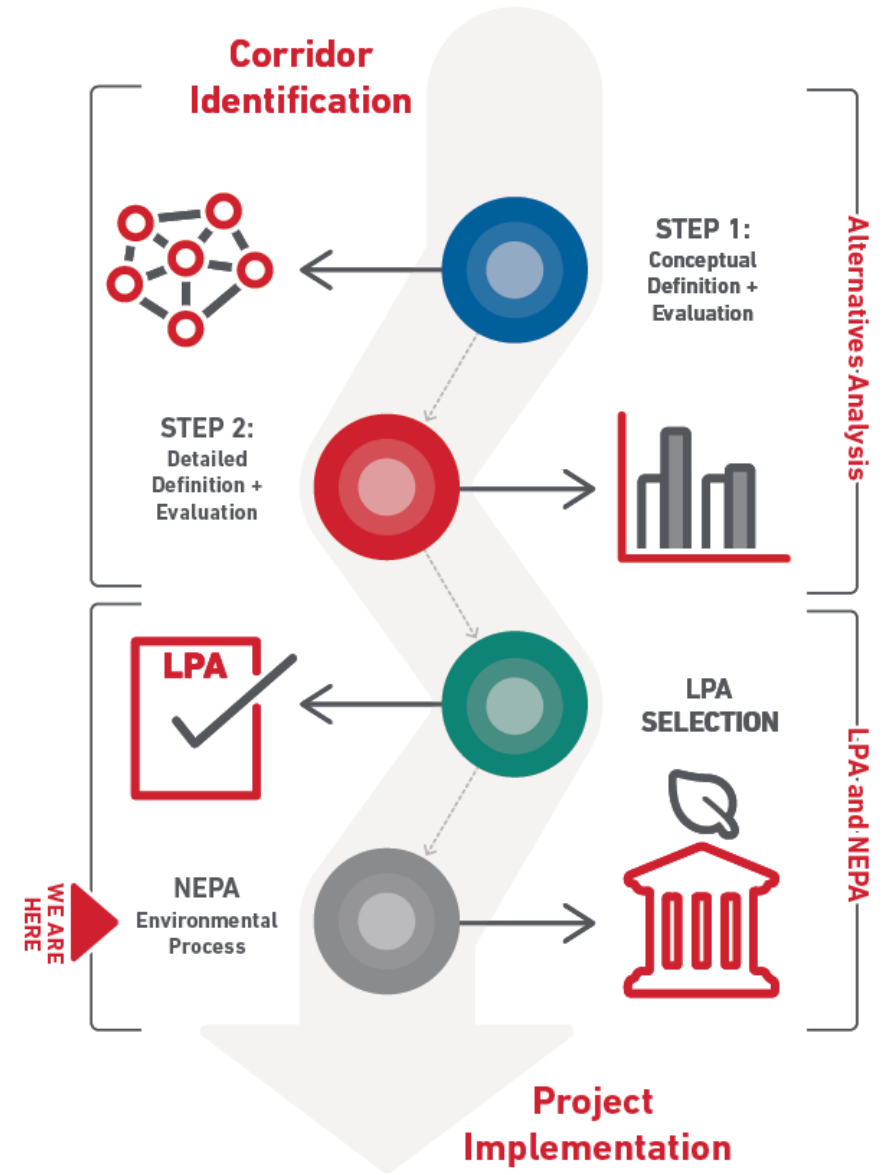 Corridor
Identification
STEP 1:
Conceptual
Definition +
Evaluation
Alternatives Analysis
STEP 2:
Detailed
Definition +
Evaluation
LPA
LPA
SELECTION
LPA and NEPA
WE ARE
HERE
NEPA
Environmental
Process
Project
Implementation